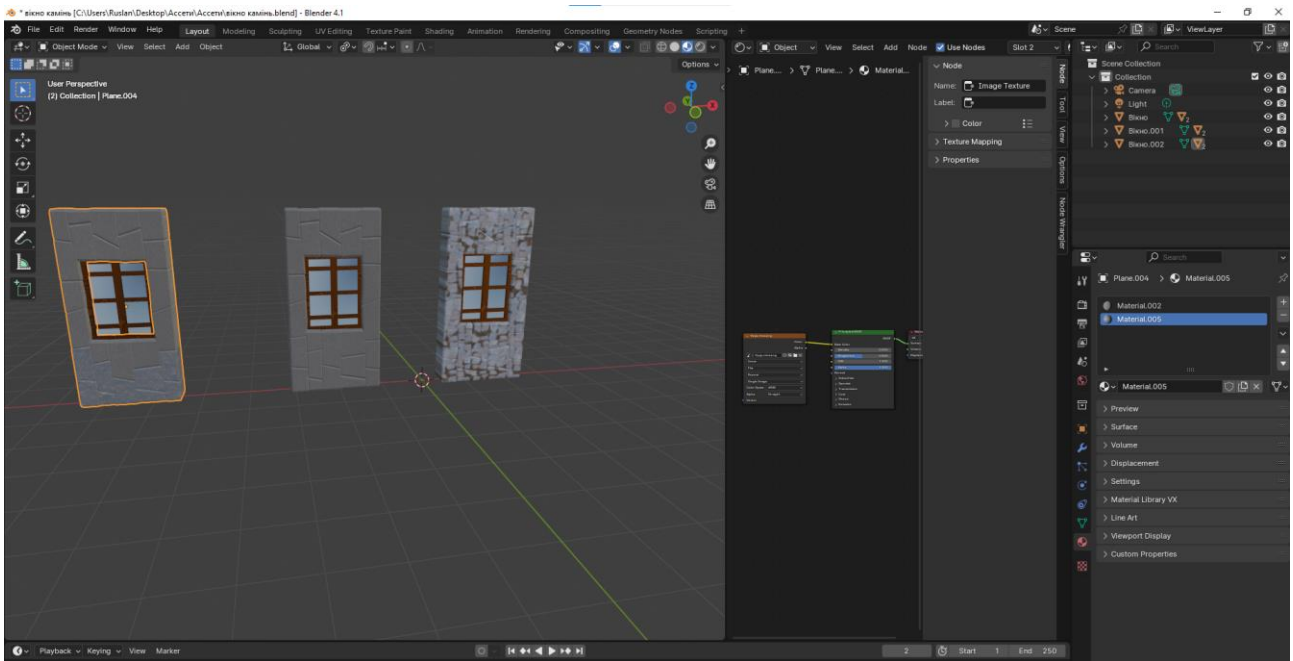 * вікно камінь [C:\Users\Ruslan\Desktop\Ассети\Ассети\вікно камінь.blend] - Blender 4.1
File Edit Render Window Help Layout Modeling Sculpting UV Editing Texture Paint Shading Animation Rendering Compositing Geometry Nodes Scripting + Scene ViewLayer
Object Mode View Select Add Object Global Object View Select Add Node Use Nodes Slot 2 Search
Options
User Perspective
(2) Collection | Plane.004
Z
Y
X
Plane.... > Plane... > Material...
Node
Name: Image Texture
Label:
Color
Texture Mapping
Properties
Node
Tool
View
Options
Node Wrangler
Scene Collection
Collection
Camera
Light
Вікно 2
Вікно.001 2
Вікно.002 2
Search
Plane.004 > Material.005
Material.002
Material.005
Material.005
Preview
Surface
Volume
Displacement
Settings
Material Library VX
Line Art
Viewport Display
Custom Properties
Playback Keying View Marker 2 Start 1 End 250